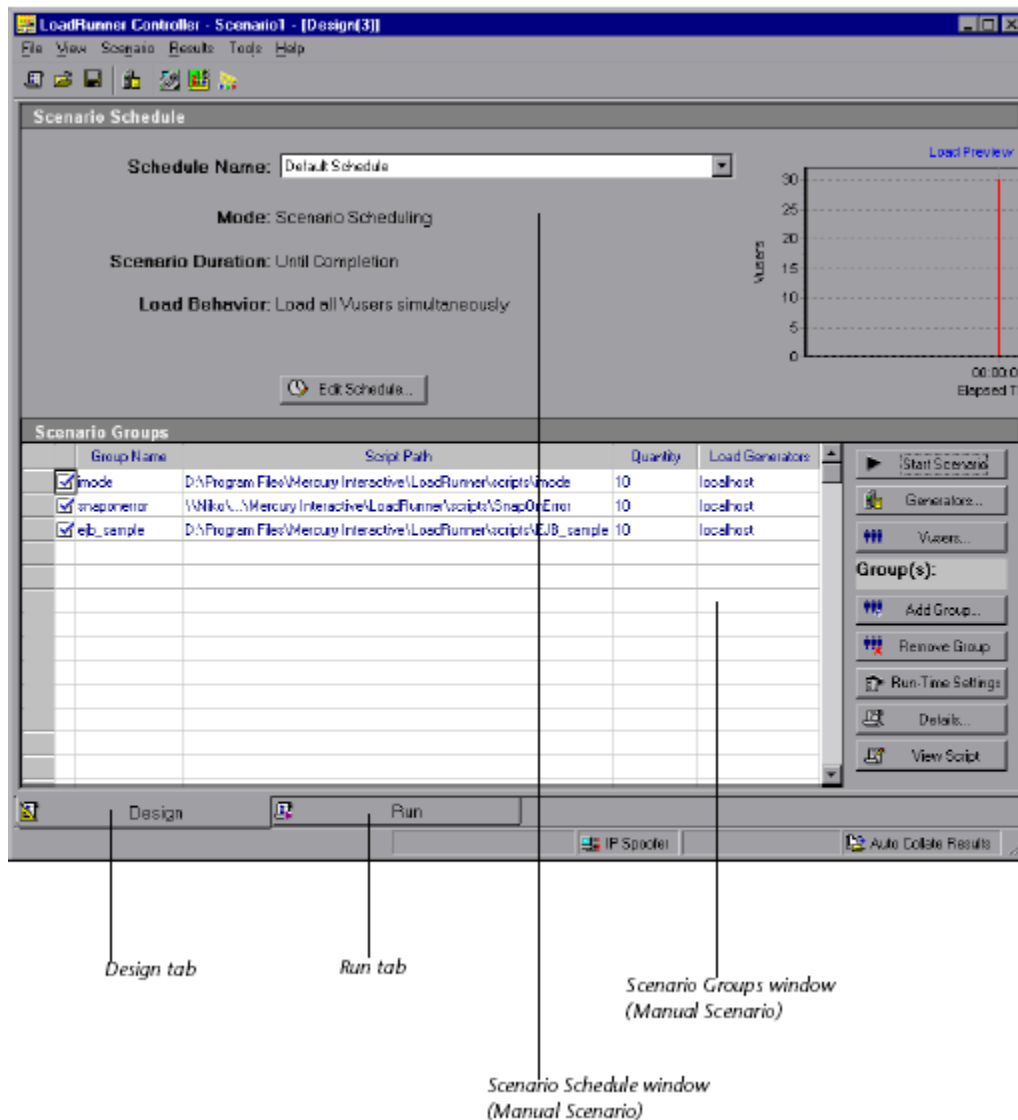 LoadRunner Controller - Scenario1 - [Design(3)]
File View Scenario Results Tools Help
Scenario Schedule
Schedule Name: Default Schedule
Mode: Scenario Scheduling
Scenario Duration: Until Completion
Load Behavior: Load all Vusers simultaneously
Edit Schedule...
Load Preview
Vusers
30
25
20
15
10
5
0
00:00:0
Elapsed T
Scenario Groups
Group Name Script Path Quantity Load Generators
imode D:\Program Files\Mercury Interactive\LoadRunner\scripts\imode 10 localhost
snaponerror \\Niko\...\Mercury Interactive\LoadRunner\scripts\SnapOnError 10 localhost
ejb_sample D:\Program Files\Mercury Interactive\LoadRunner\scripts\EJB_sample 10 localhost
Start Scenario
Generators...
Vusers...
Group(s):
Add Group...
Remove Group
Run-Time Settings
Details...
View Script
Design Run
IP Spoofer Auto Collate Results
Design tab
Run tab
Scenario Groups window
(Manual Scenario)
Scenario Schedule window
(Manual Scenario)